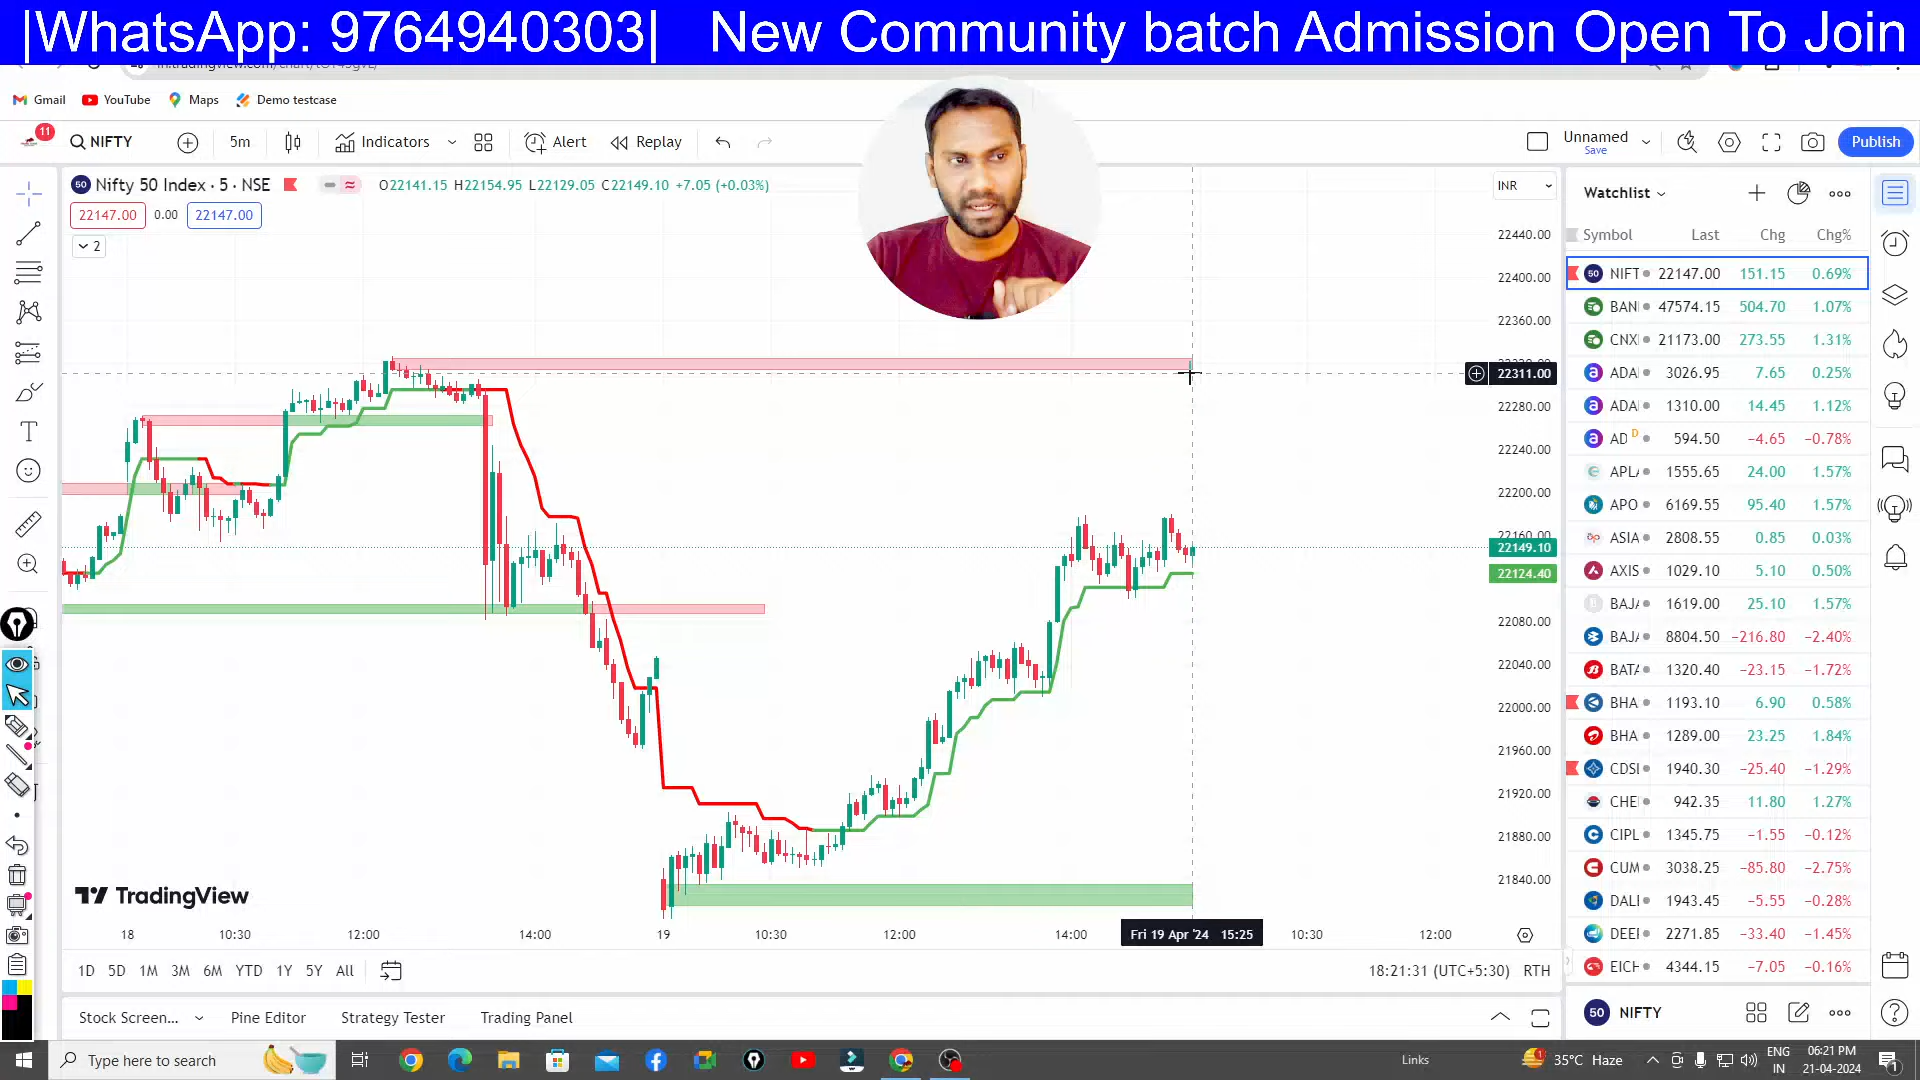 |WhatsApp: 9764940303| New Community batch Admission Open To Join
Gmail YouTube Maps Demo testcase
11
NIFTY 5m Indicators Alert Replay Unnamed Save Publish
50 Nifty 50 Index · 5 · NSE O22141.15 H22154.95 L22129.05 C22149.10 +7.05 (+0.03%)
22147.00 0.00 22147.00
2
INR
22440.00
22400.00
22360.00
22311.00
22280.00
22240.00
22200.00
22160.00
22149.10
22124.40
22080.00
22040.00
22000.00
21960.00
21920.00
21880.00
21840.00
TradingView
18 10:30 12:00 14:00 19 10:30 12:00 14:00 Fri 19 Apr '24 15:25 10:30 12:00
1D 5D 1M 3M 6M YTD 1Y 5Y All 18:21:31 (UTC+5:30) RTH
Stock Screen... Pine Editor Strategy Tester Trading Panel
Watchlist
Symbol Last Chg Chg%
50 NIFT 22147.00 151.15 0.69%
BANI 47574.15 504.70 1.07%
CNX 21173.00 273.55 1.31%
ADA 3026.95 7.65 0.25%
ADA 1310.00 14.45 1.12%
AD D 594.50 −4.65 −0.78%
APL 1555.65 24.00 1.57%
APO 6169.55 95.40 1.57%
ASIA 2808.55 0.85 0.03%
AXIS 1029.10 5.10 0.50%
BAJ 1619.00 25.10 1.57%
BAJ 8804.50 −216.80 −2.40%
BATA 1320.40 −23.15 −1.72%
BHA 1193.10 6.90 0.58%
BHA 1289.00 23.25 1.84%
CDSI 1940.30 −25.40 −1.29%
CHE 942.35 11.80 1.27%
CIPL 1345.75 −1.55 −0.12%
CUM 3038.25 −85.80 −2.75%
DALI 1943.45 −5.55 −0.28%
DEEI 2271.85 −33.40 −1.45%
EICH 4344.15 −7.05 −0.16%
50 NIFTY
Type here to search Links 35°C Haze ENG IN 06:21 PM 21-04-2024 1